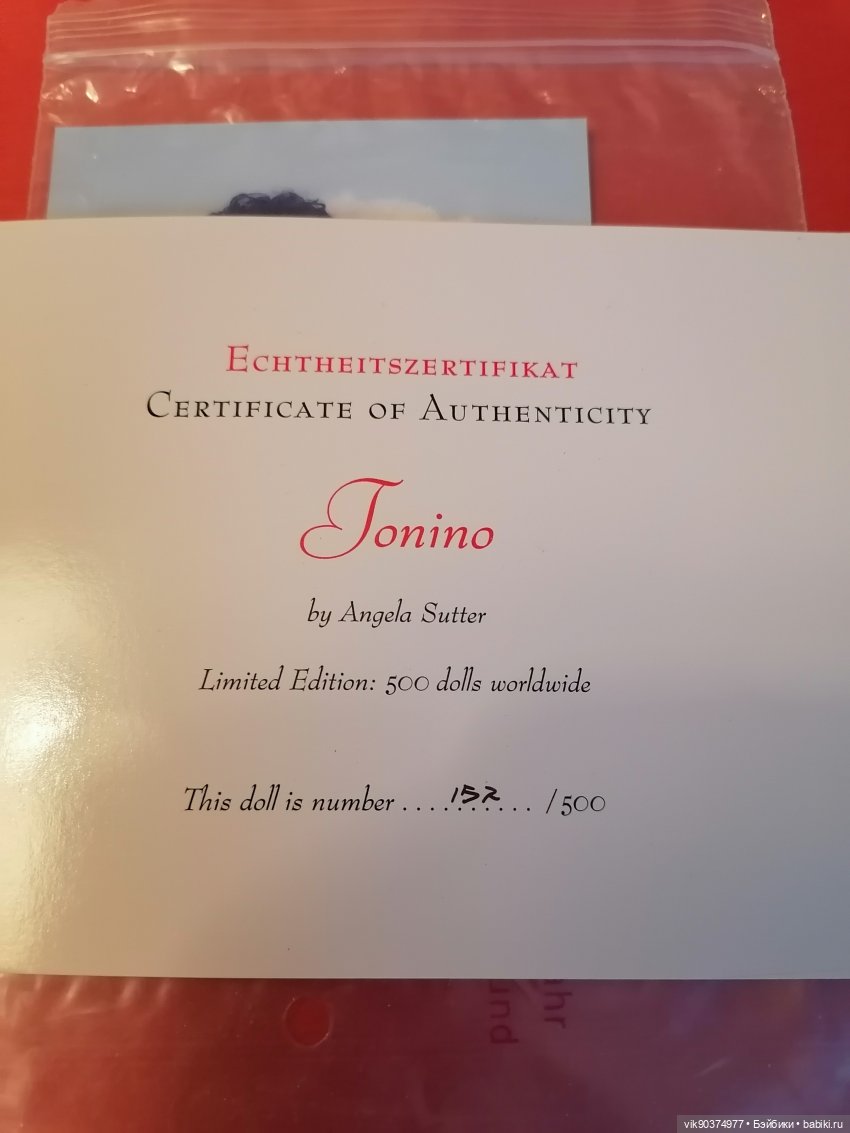 Echtheitszertifikat
Certificate of Authenticity
Tonino
by Angela Sutter
Limited Edition: 500 dolls worldwide
This doll is number ....152.... /500
vik90374977 • Бэйбики • babiki.ru